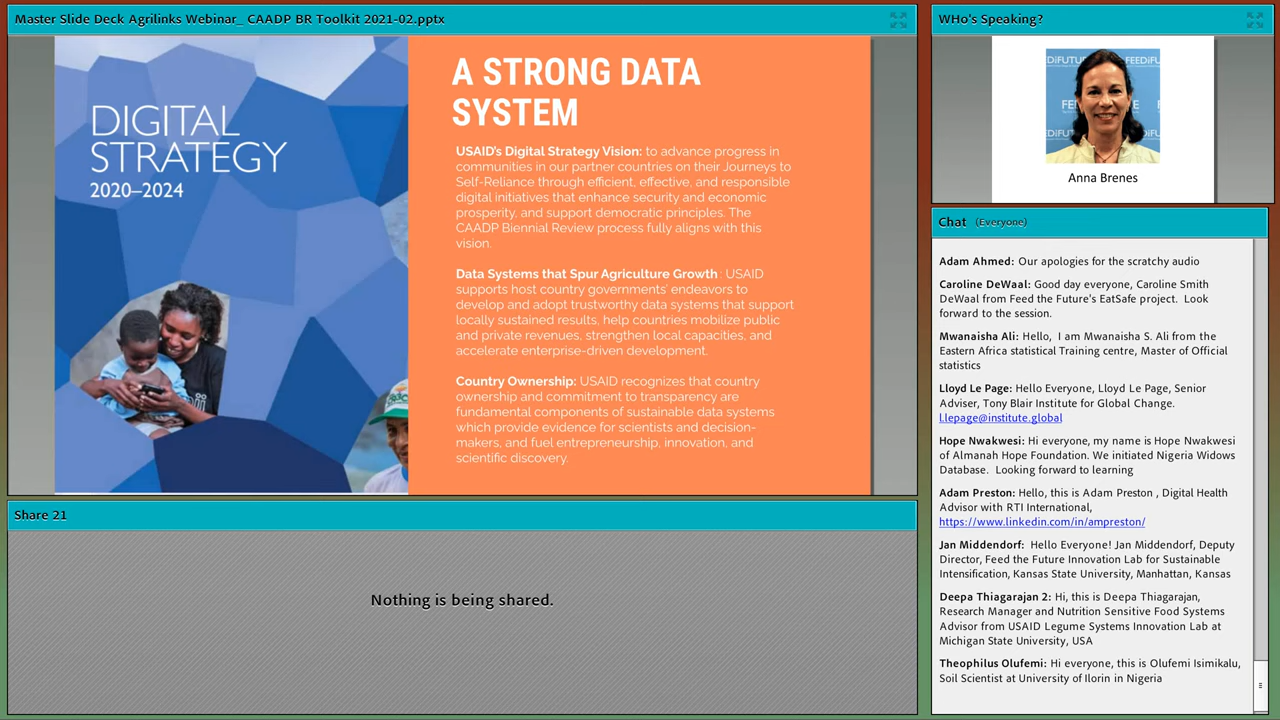 Master Slide Deck Agrilinks Webinar_ CAADP BR Toolkit 2021-02.pptx
DIGITAL
STRATEGY
2020–2024
A STRONG DATA
SYSTEM
USAID's Digital Strategy Vision: to advance progress in
communities in our partner countries on their Journeys to
Self-Reliance through efficient, effective, and responsible
digital initiatives that enhance security and economic
prosperity, and support democratic principles. The
CAADP Biennial Review process fully aligns with this
vision.
Data Systems that Spur Agriculture Growth : USAID
supports host country governments' endeavors to
develop and adopt trustworthy data systems that support
locally sustained results, help countries mobilize public
and private revenues, strengthen local capacities, and
accelerate enterprise-driven development.
Country Ownership: USAID recognizes that country
ownership and commitment to transparency are
fundamental components of sustainable data systems
which provide evidence for scientists and decision-
makers, and fuel entrepreneurship, innovation, and
scientific discovery.
Share 21
Nothing is being shared.
WHo's Speaking?
Anna Brenes
Chat (Everyone)
Adam Ahmed: Our apologies for the scratchy audio
Caroline DeWaal: Good day everyone, Caroline Smith
DeWaal from Feed the Future's EatSafe project. Look
forward to the session.
Mwanaisha Ali: Hello, I am Mwanaisha S. Ali from the
Eastern Africa statistical Training centre, Master of Official
statistics
Lloyd Le Page: Hello Everyone, Lloyd Le Page, Senior
Adviser, Tony Blair Institute for Global Change.
l.lepage@institute.global
Hope Nwakwesi: Hi everyone, my name is Hope Nwakwesi
of Almanah Hope Foundation. We initiated Nigeria Widows
Database. Looking forward to learning
Adam Preston: Hello, this is Adam Preston , Digital Health
Advisor with RTI International,
https://www.linkedin.com/in/ampreston/
Jan Middendorf: Hello Everyone! Jan Middendorf, Deputy
Director, Feed the Future Innovation Lab for Sustainable
Intensification, Kansas State University, Manhattan, Kansas
Deepa Thiagarajan 2: Hi, this is Deepa Thiagarajan,
Research Manager and Nutrition Sensitive Food Systems
Advisor from USAID Legume Systems Innovation Lab at
Michigan State University, USA
Theophilus Olufemi: Hi everyone, this is Olufemi Isimikalu,
Soil Scientist at University of Ilorin in Nigeria